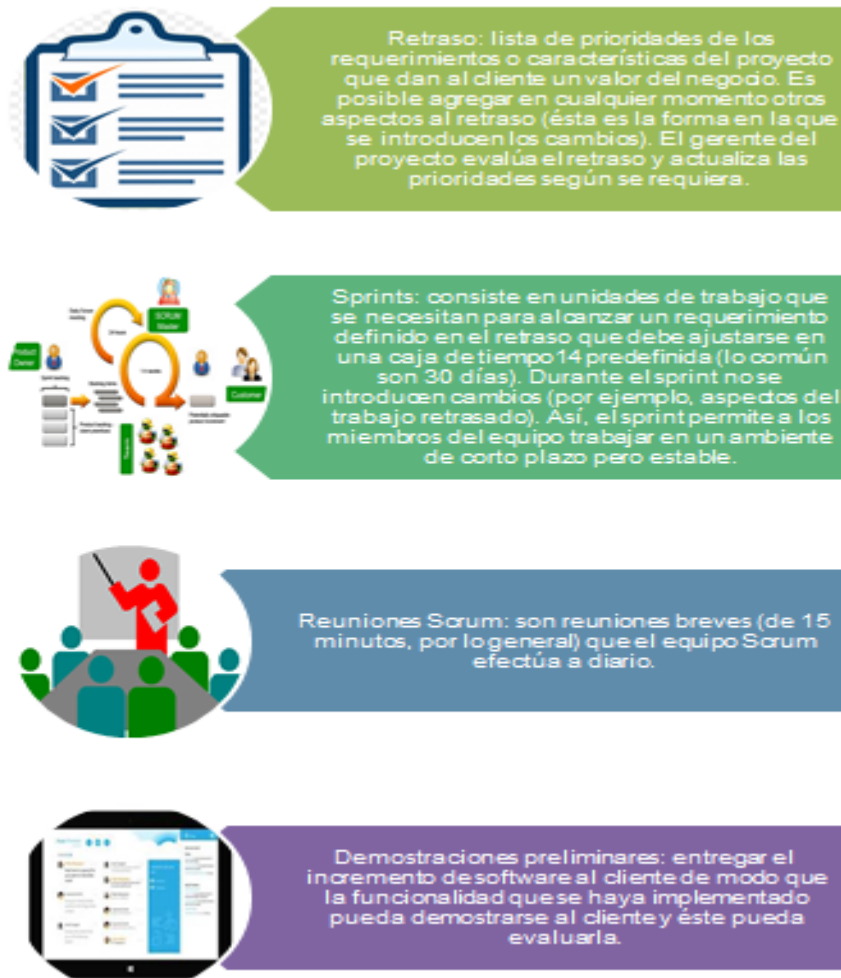 Retraso: lista de prioridades de los
requerimientos o características del proyecto
que dan al cliente un valor del negocio. Es
posible agregar en cualquier momento otros
aspectos al retraso (ésta es la forma en la que
se introducen los cambios). El gerente del
proyecto evalúa el retraso y actualiza las
prioridades según se requiera.
SCRUM
Master
Product
Owner
Customer
Sprints: consiste en unidades de trabajo que
se necesitan para alcanzar un requerimiento
definido en el retraso que debe ajustarse en
una caja de tiempo14 predefinida (lo común
son 30 días). Durante el sprint no se
introducen cambios (por ejemplo, aspectos del
trabajo retrasado). Así, el sprint permite a los
miembros del equipo trabajar en un ambiente
de corto plazo pero estable.
Reuniones Scrum: son reuniones breves (de 15
minutos, por lo general) que el equipo Scrum
efectúa a diario.
Demostraciones preliminares: entregar el
incremento de software al cliente de modo que
la funcionalidad que se haya implementado
pueda demostrarse al cliente y éste pueda
evaluarla.